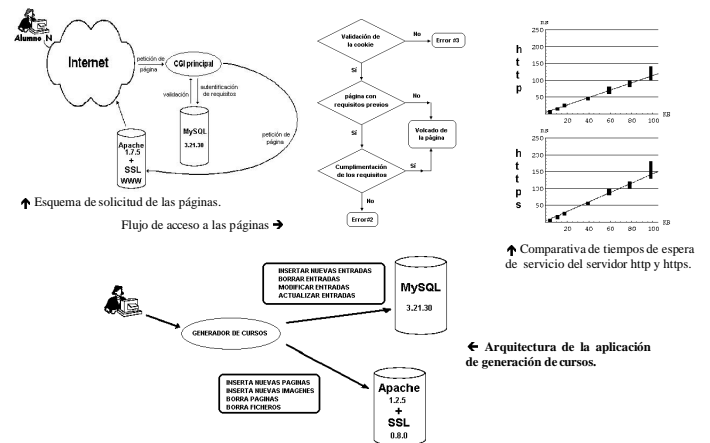 Alumno N
Internet
petición de
página
CGI principal
validación
autentificación
de requisitos
MySQL
3.21.30
petición de
página
Apache
1.7.5
+
SSL
WWW
↑ Esquema de solicitud de las páginas.
Validación de
la cookie
No
Error #3
Sí
página con
requisitos previos
No
Volcado de
la página
Sí
Cumplimentación
de los requisitos
Sí
No
Error#2
Flujo de acceso a las páginas →
ms
http
250
200
150
100
50
20 40 60 80 100
KB
ms
https
250
200
150
100
50
20 40 60 80 100
KB
↑ Comparativa de tiempos de espera
de servicio del servidor http y https.
GENERADOR DE CURSOS
INSERTAR NUEVAS ENTRADAS
BORRAR ENTRADAS
MODIFICAR ENTRADAS
ACTUALIZAR ENTRADAS
MySQL
3.21.30
INSERTA NUEVAS PAGINAS
INSERTA NUEVAS IMAGENES
BORRA PAGINAS
BORRA FICHEROS
Apache
1.2.5
+
SSL
0.8.0
← Arquitectura de la aplicación
de generación de cursos.